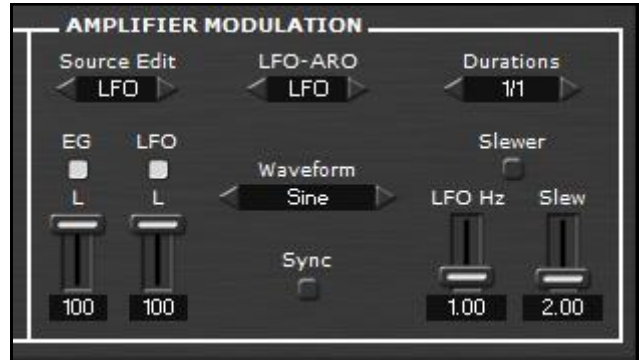 AMPLIFIER MODULATION
Source Edit LFO-ARO Durations
LFO LFO 1/1
EG LFO Slewer
Waveform
L L Sine LFO Hz Slew
Sync
100 100 1.00 2.00